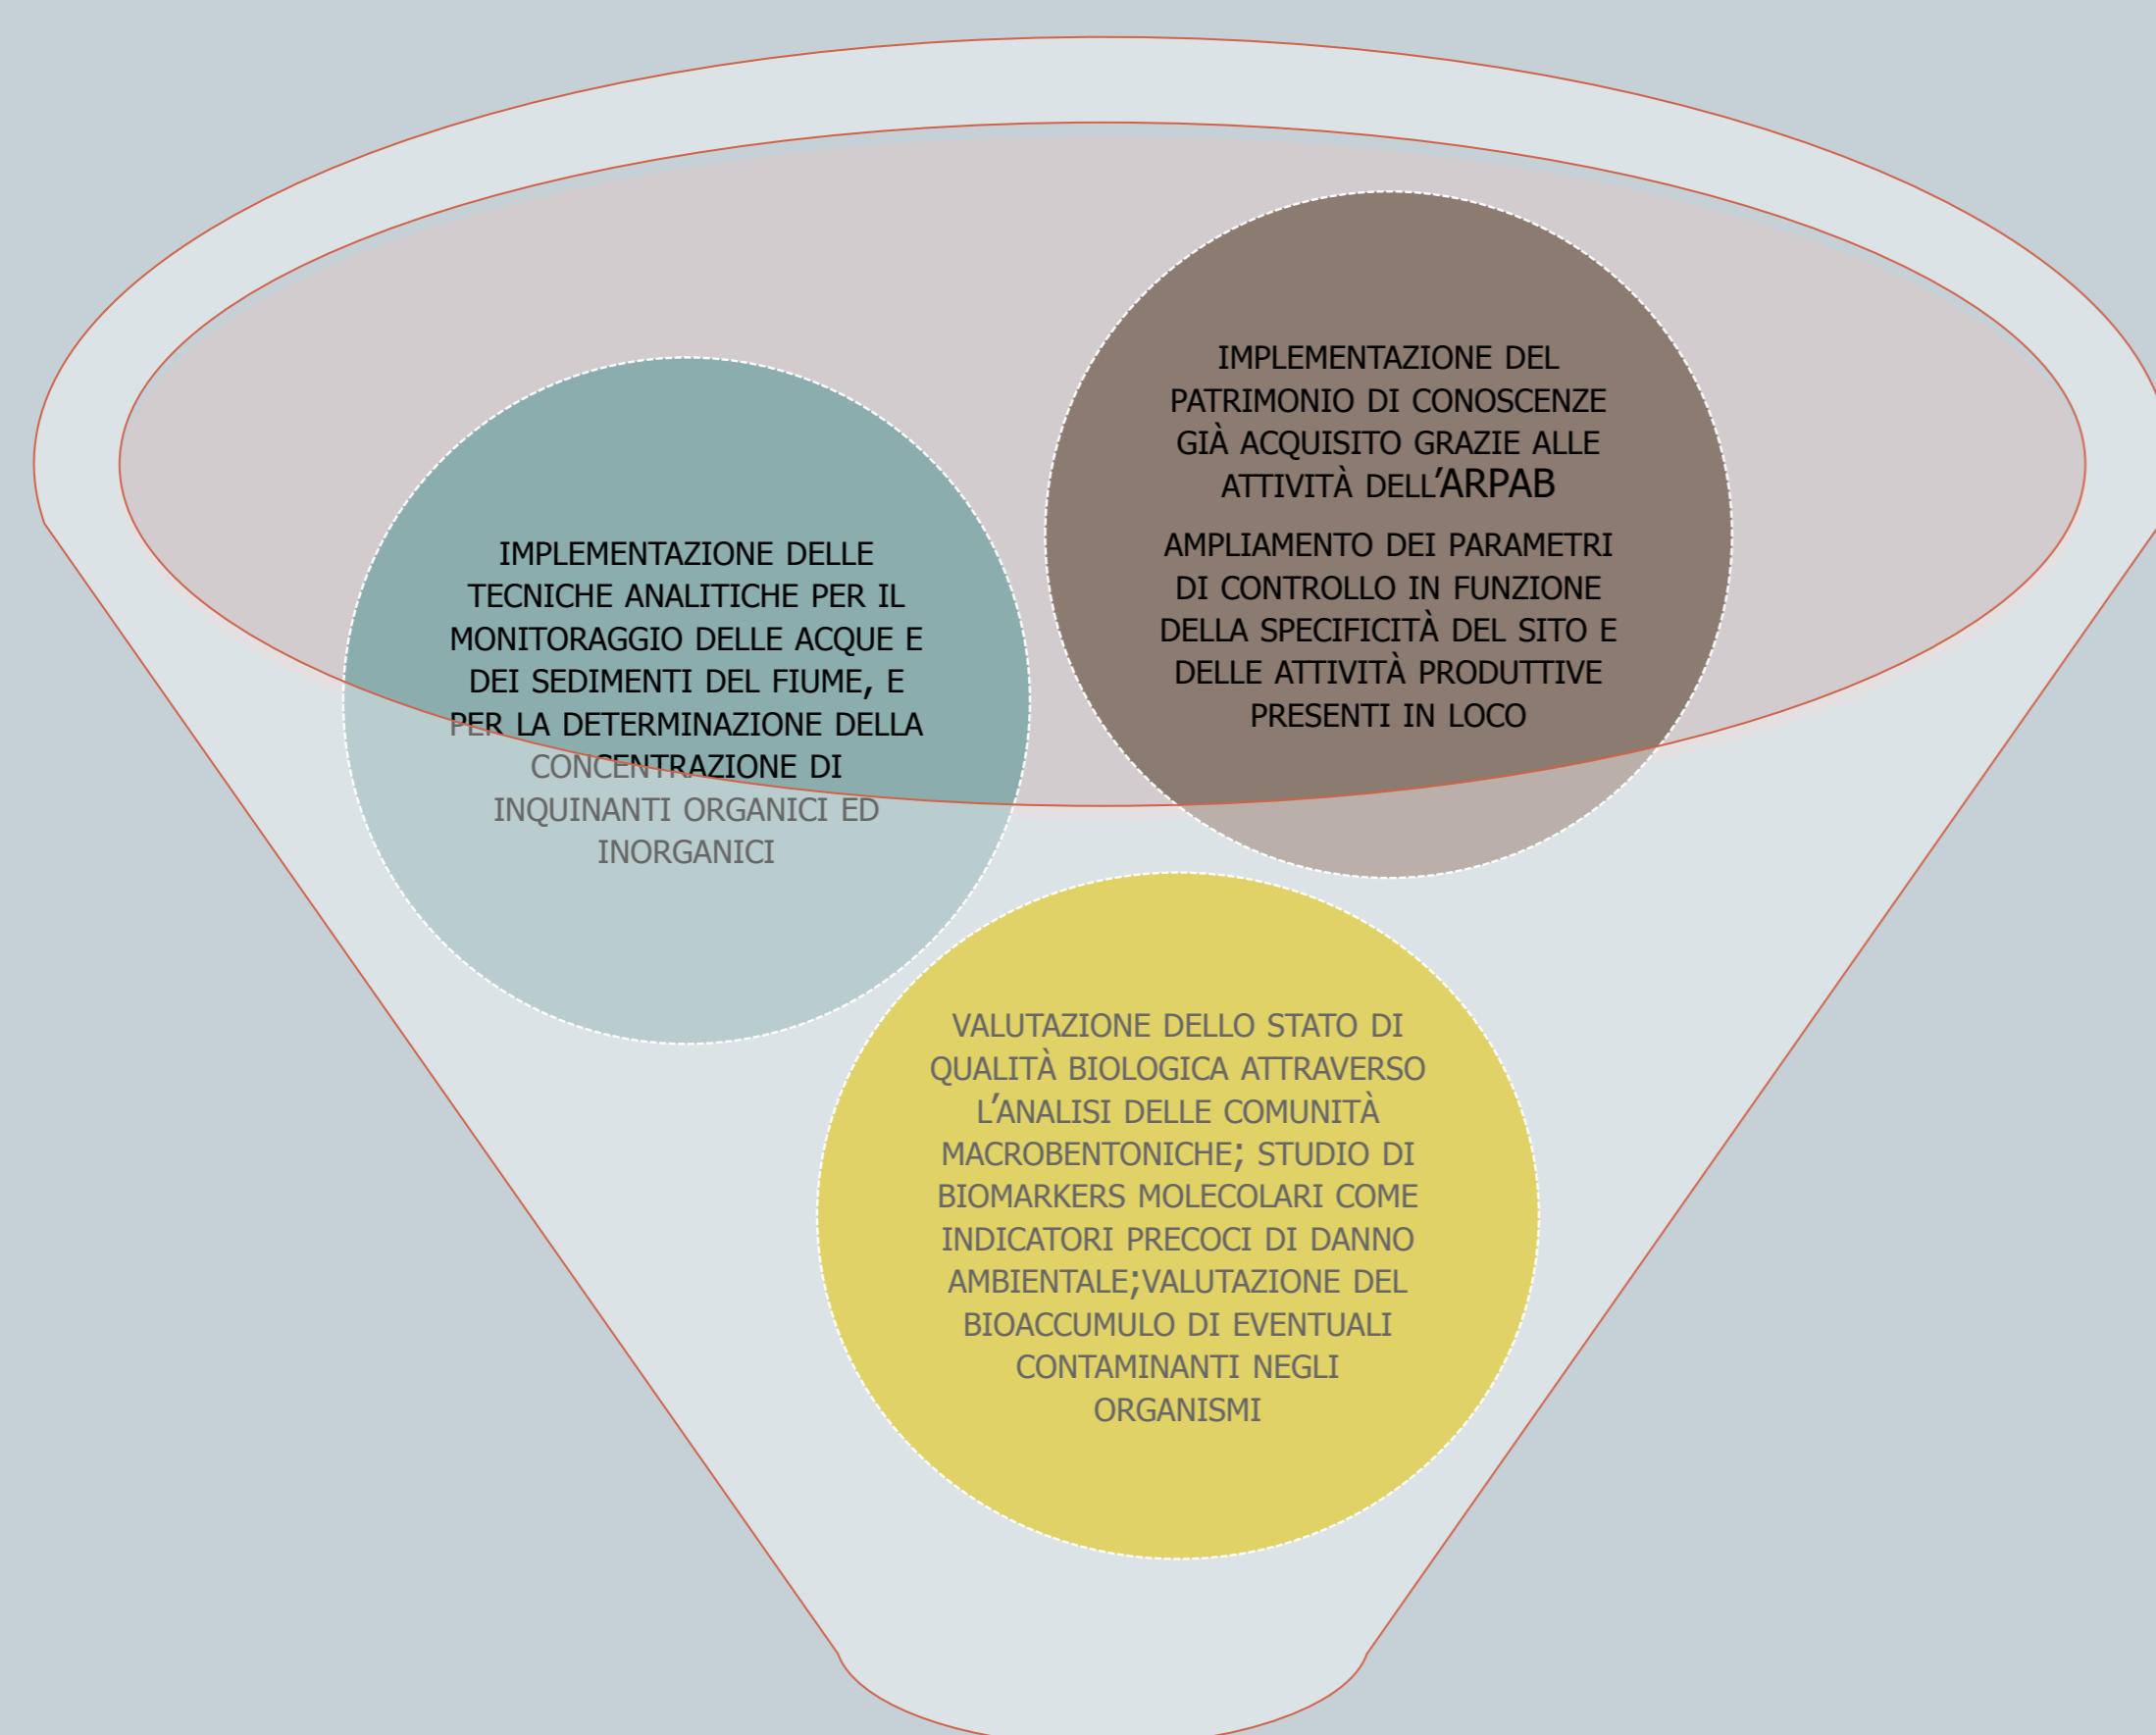 IMPLEMENTAZIONE DELLE
TECNICHE ANALITICHE PER IL
MONITORAGGIO DELLE ACQUE E
DEI SEDIMENTI DEL FIUME, E
PER LA DETERMINAZIONE DELLA
CONCENTRAZIONE DI
INQUINANTI ORGANICI ED
INORGANICI
IMPLEMENTAZIONE DEL
PATRIMONIO DI CONOSCENZE
GIÀ ACQUISITO GRAZIE ALLE
ATTIVITÀ DELL’ARPAB
AMPLIAMENTO DEI PARAMETRI
DI CONTROLLO IN FUNZIONE
DELLA SPECIFICITÀ DEL SITO E
DELLE ATTIVITÀ PRODUTTIVE
PRESENTI IN LOCO
VALUTAZIONE DELLO STATO DI
QUALITÀ BIOLOGICA ATTRAVERSO
L’ANALISI DELLE COMUNITÀ
MACROBENTONICHE; STUDIO DI
BIOMARKERS MOLECOLARI COME
INDICATORI PRECOCI DI DANNO
AMBIENTALE;VALUTAZIONE DEL
BIOACCUMULO DI EVENTUALI
CONTAMINANTI NEGLI
ORGANISMI